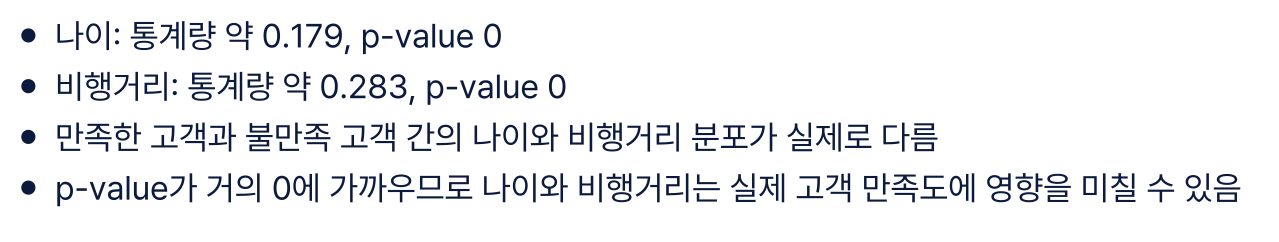 • 나이: 통계량 약 0.179, p-value 0
• 비행거리: 통계량 약 0.283, p-value 0
• 만족한 고객과 불만족 고객 간의 나이와 비행거리 분포가 실제로 다름
• p-value가 거의 0에 가까우므로 나이와 비행거리는 실제 고객 만족도에 영향을 미칠 수 있음